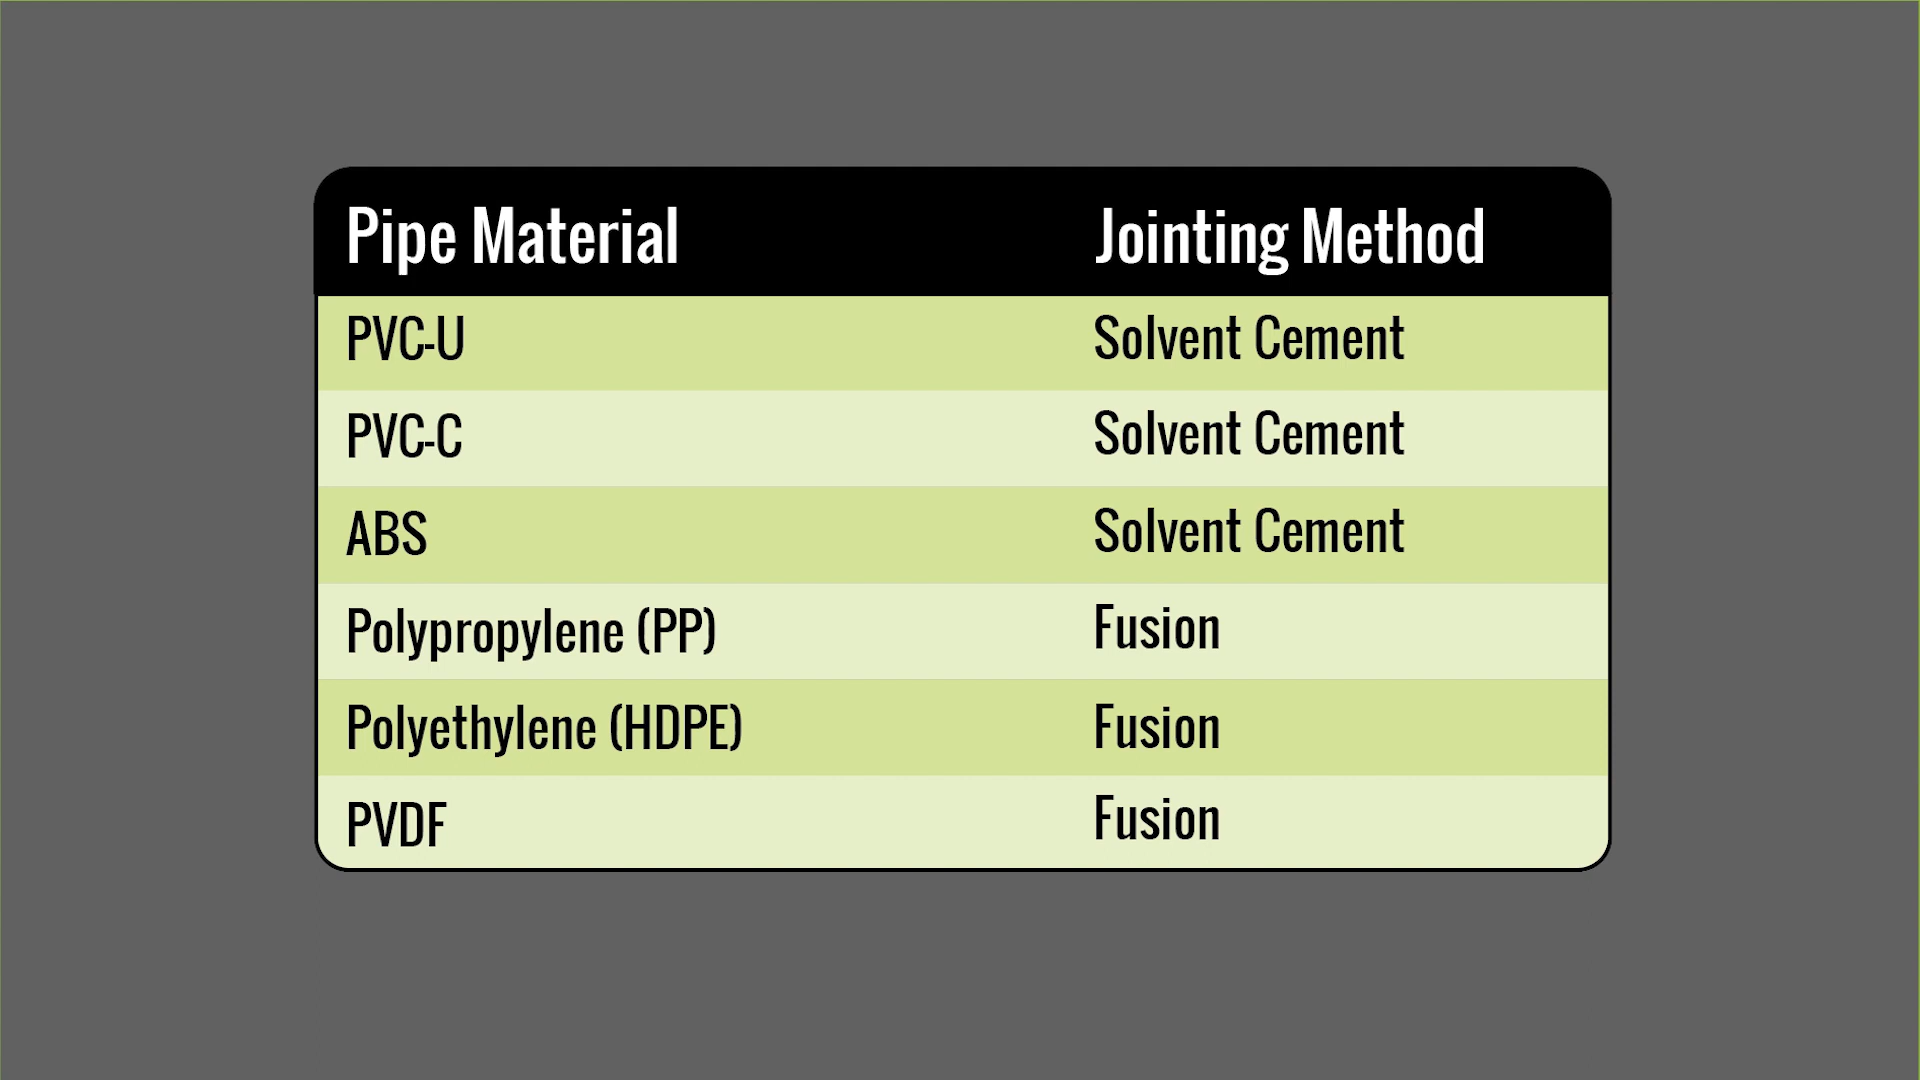 Pipe Material Jointing Method
PVC-U Solvent Cement
PVC-C Solvent Cement
ABS Solvent Cement
Polypropylene (PP) Fusion
Polyethylene (HDPE) Fusion
PVDF Fusion